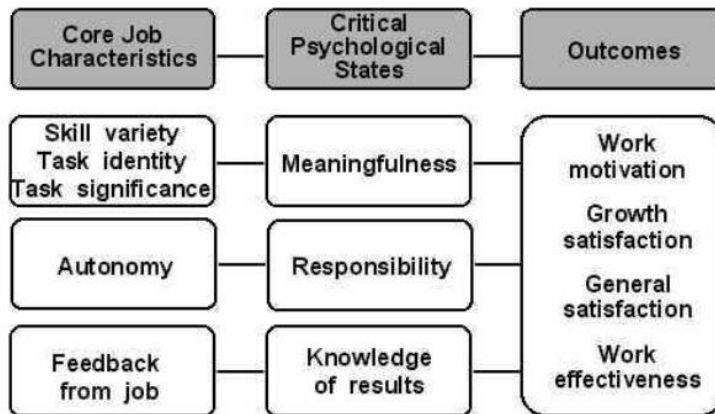 Core Job
Characteristics
Critical
Psychological
States
Outcomes
Skill variety
Task identity
Task significance
Meaningfulness
Autonomy
Responsibility
Feedback
from job
Knowledge
of results
Work
motivation
Growth
satisfaction
General
satisfaction
Work
effectiveness